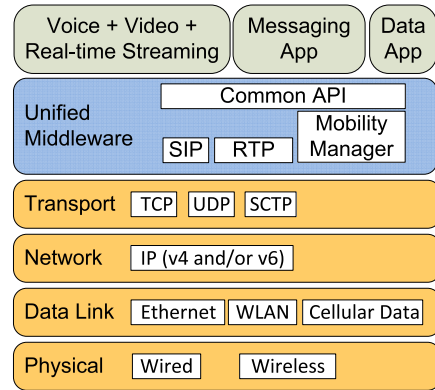 Voice + Video +
Real-time Streaming
Messaging
App
Data
App
Unified
Middleware
Common API
SIP
RTP
Mobility
Manager
Transport
TCP
UDP
SCTP
Network
IP (v4 and/or v6)
Data Link
Ethernet
WLAN
Cellular Data
Physical
Wired
Wireless